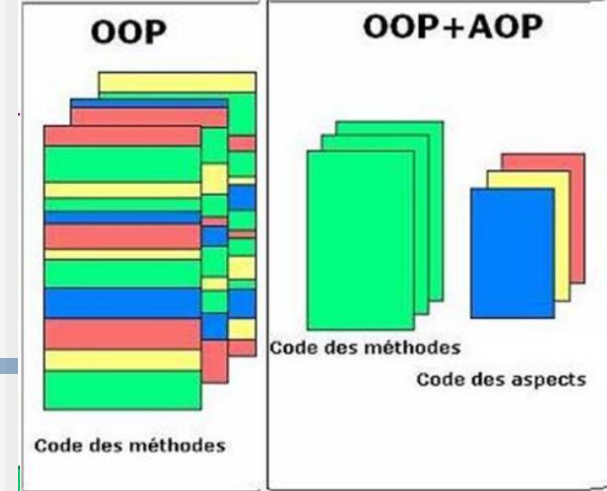 OOP
Code des méthodes
OOP+AOP
Code des méthodes
Code des aspects